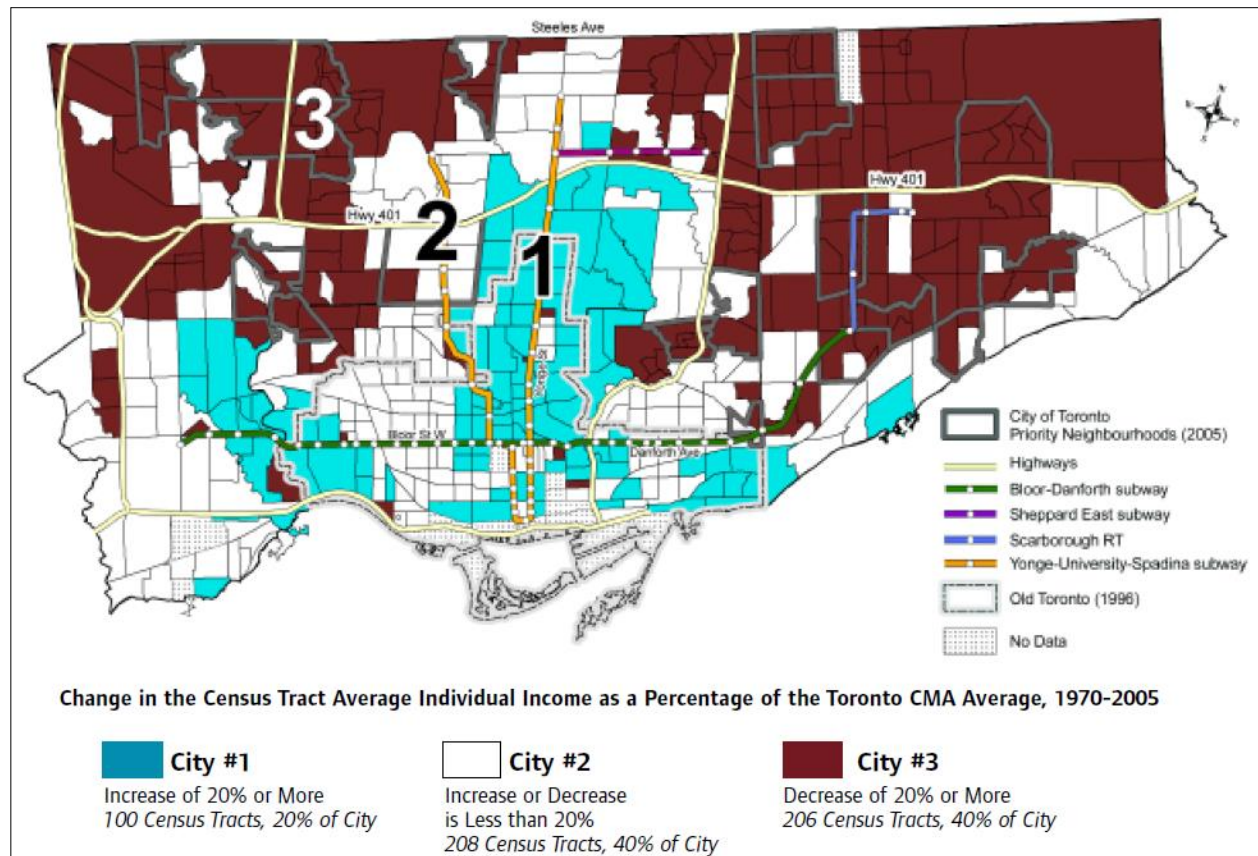 Steeles Ave
3
Hwy 401
Hwy 401
2
1
Yonge St
Bloor St W
Danforth Ave
City of Toronto
Priority Neighbourhoods (2005)
Highways
Bloor-Danforth subway
Sheppard East subway
Scarborough RT
Yonge-University-Spadina subway
Old Toronto (1996)
No Data
Change in the Census Tract Average Individual Income as a Percentage of the Toronto CMA Average, 1970-2005
City #1
Increase of 20% or More
100 Census Tracts, 20% of City
City #2
Increase or Decrease
is Less than 20%
208 Census Tracts, 40% of City
City #3
Decrease of 20% or More
206 Census Tracts, 40% of City